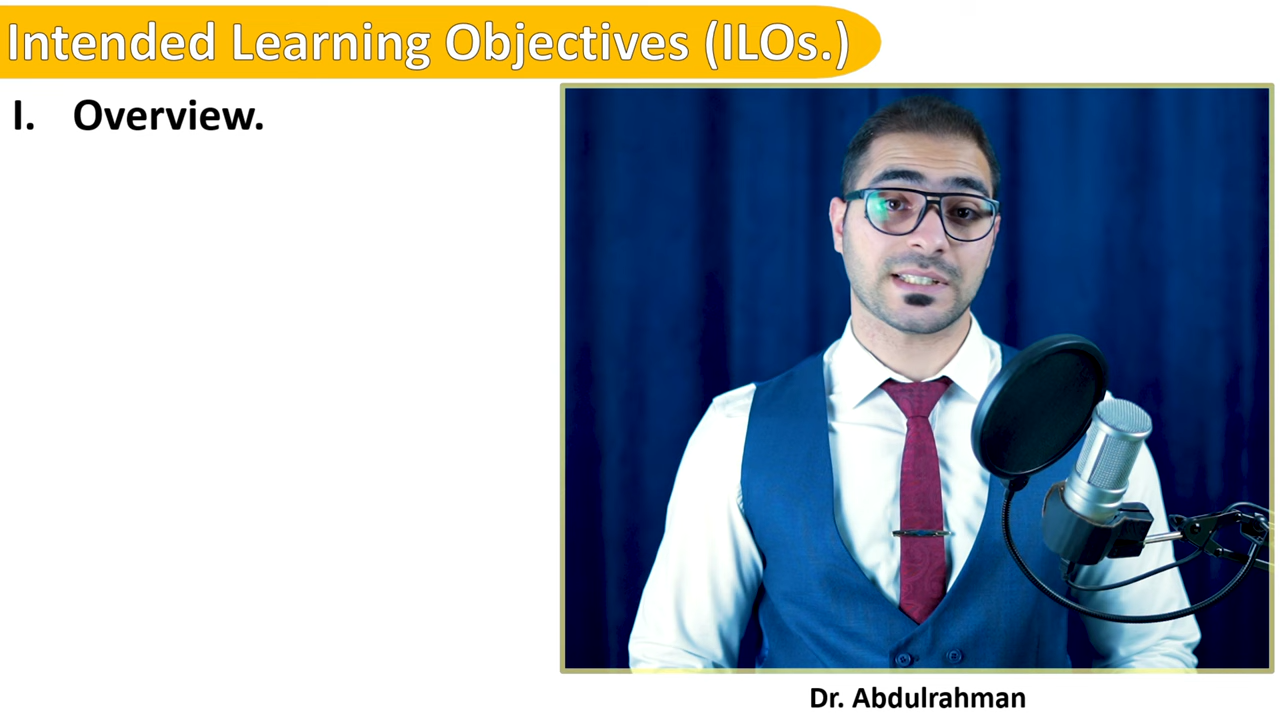 Intended Learning Objectives (ILOs.)
I. Overview.
Dr. Abdulrahman